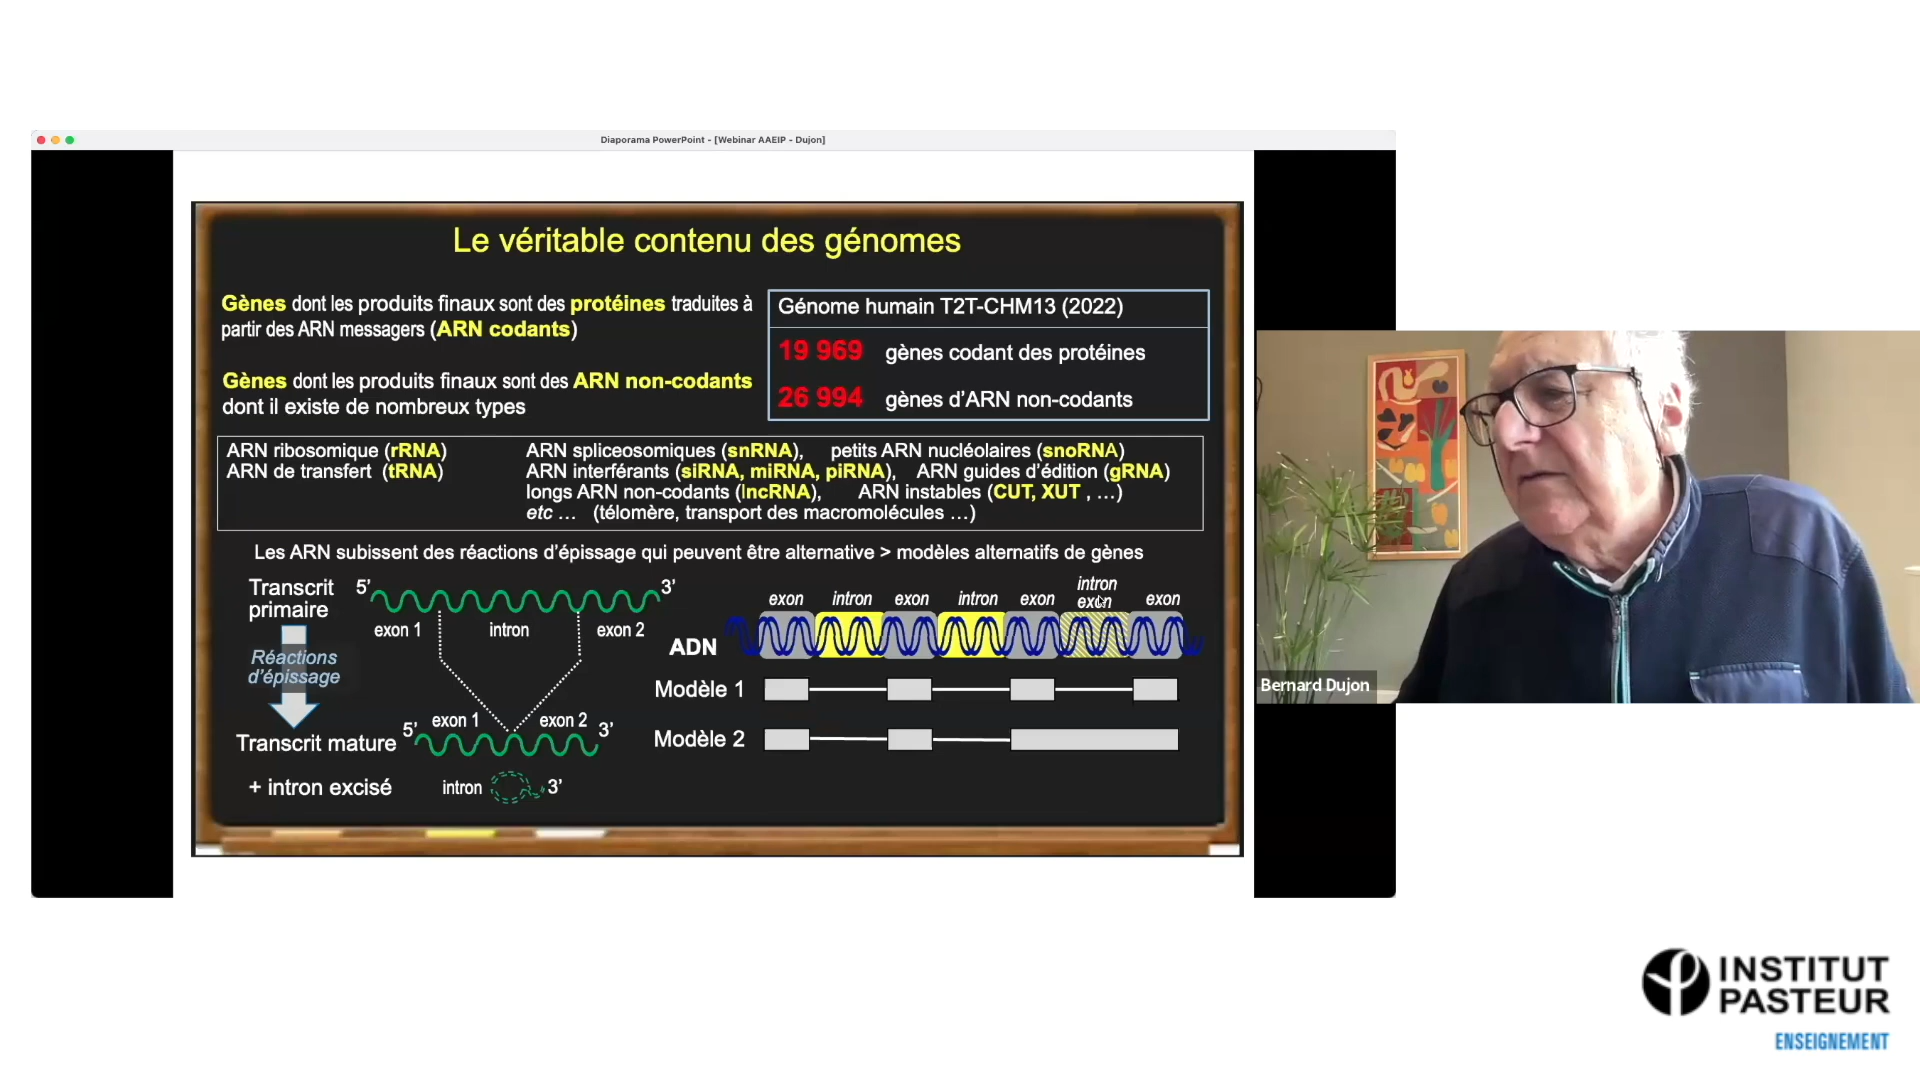 Diaporama PowerPoint - [Webinar AAEIP - Dujon]
Le véritable contenu des génomes
Gènes dont les produits finaux sont des protéines traduites à
partir des ARN messagers (ARN codants)
Gènes dont les produits finaux sont des ARN non-codants
dont il existe de nombreux types
Génome humain T2T-CHM13 (2022)
19 969 gènes codant des protéines
26 994 gènes d'ARN non-codants
ARN ribosomique (rRNA)
ARN de transfert (tRNA)
ARN spliceosomiques (snRNA), petits ARN nucléolaires (snoRNA)
ARN interférants (siRNA, miRNA, piRNA), ARN guides d'édition (gRNA)
longs ARN non-codants (lncRNA), ARN instables (CUT, XUT , …)
etc … (télomère, transport des macromolécules …)
Les ARN subissent des réactions d'épissage qui peuvent être alternative > modèles alternatifs de gènes
Transcrit
primaire
5' 3'
exon 1 intron exon 2
Réactions
d'épissage
5' exon 1 exon 2 3'
Transcrit mature
+ intron excisé
intron 3'
intron
exon intron exon intron exon exon exon
ADN
Modèle 1
Modèle 2
Bernard Dujon
INSTITUT
PASTEUR
ENSEIGNEMENT